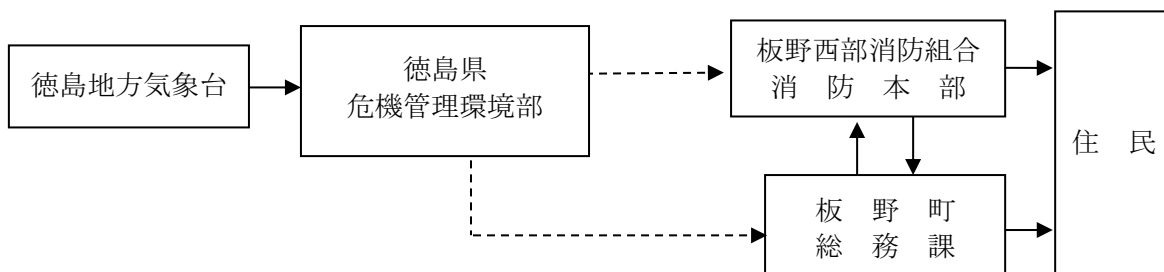 徳島地方気象台
徳島県
危機管理環境部
板野西部消防組合
消　防　本　部
板　野　町
総　務　課
住　民